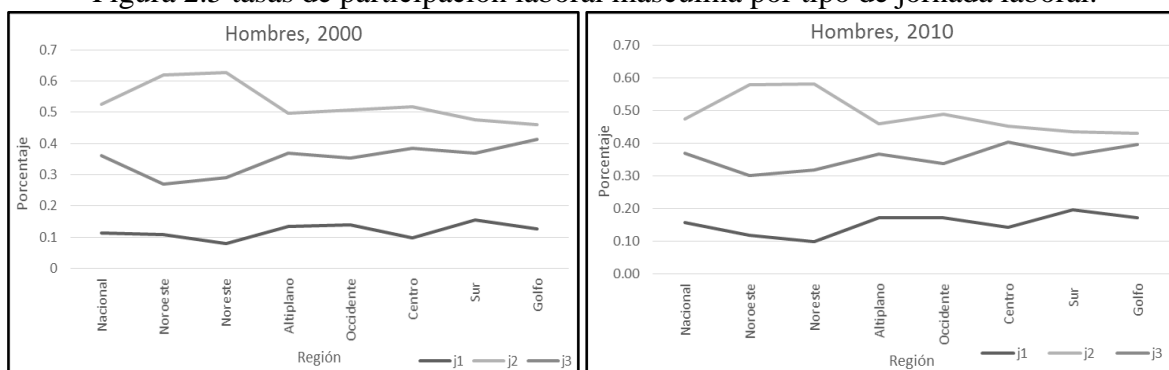 Figura 2.3 tasas de participación laboral masculina por tipo de jornada laboral.
Hombres, 2000
0.7
0.6
0.5
0.4
0.3
0.2
0.1
0
Porcentaje
Nacional
Noroeste
Noreste
Altiplano
Occidente
Centro
Sur
Golfo
Región
j1 j2 j3
Hombres, 2010
0.70
0.60
0.50
0.40
0.30
0.20
0.10
0.00
Porcentaje
Nacional
Noroeste
Noreste
Altiplano
Occidente
Centro
Sur
Golfo
Región
j1 j2 j3